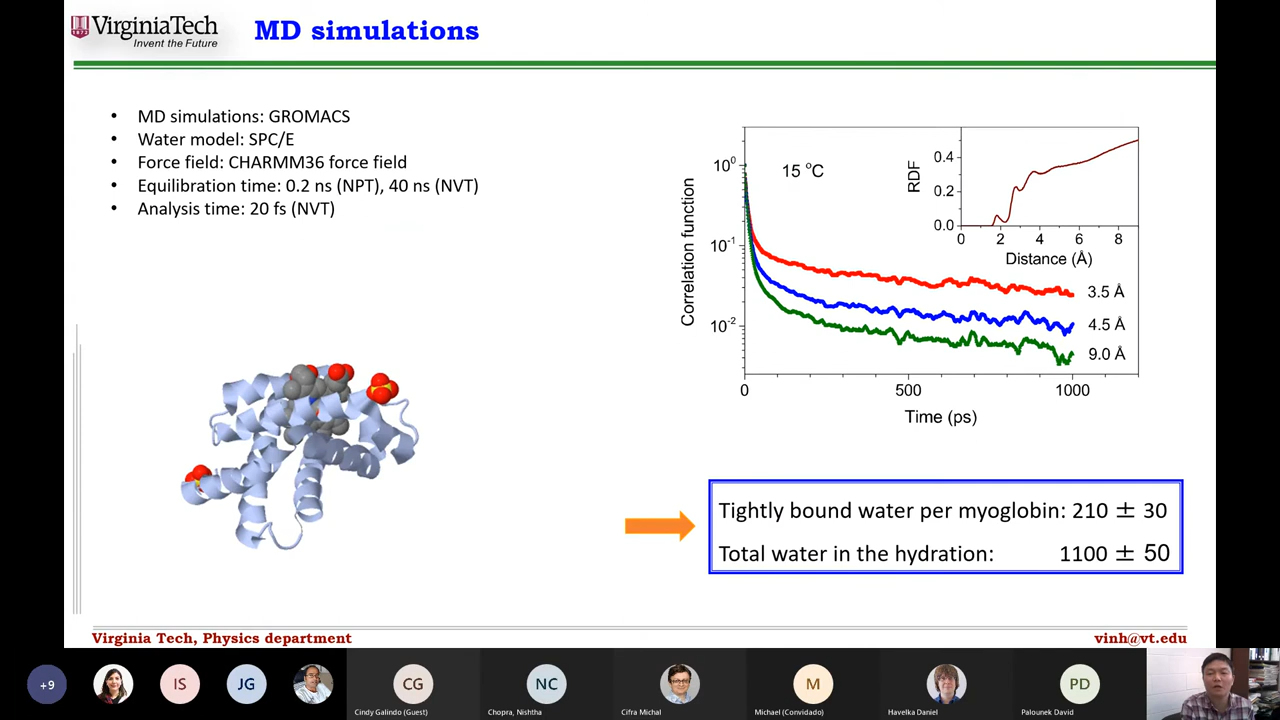 VirginiaTech
Invent the Future
MD simulations
• MD simulations: GROMACS
• Water model: SPC/E
• Force field: CHARMM36 force field
• Equilibration time: 0.2 ns (NPT), 40 ns (NVT)
• Analysis time: 20 fs (NVT)
Correlation function
10⁰
10⁻¹
10⁻²
15 °C
RDF
0.4
0.2
0.0
0 2 4 6 8
Distance (Å)
3.5 Å
4.5 Å
9.0 Å
0 500 1000
Time (ps)
Tightly bound water per myoglobin: 210 ± 30
Total water in the hydration: 1100 ± 50
Virginia Tech, Physics department
vinh@vt.edu
+9
IS
JG
CG
NC
M
PD
Cindy Galindo (Guest)
Chopra, Nishtha
Cifra Michal
Michael (Convidado)
Havelka Daniel
Palounek David